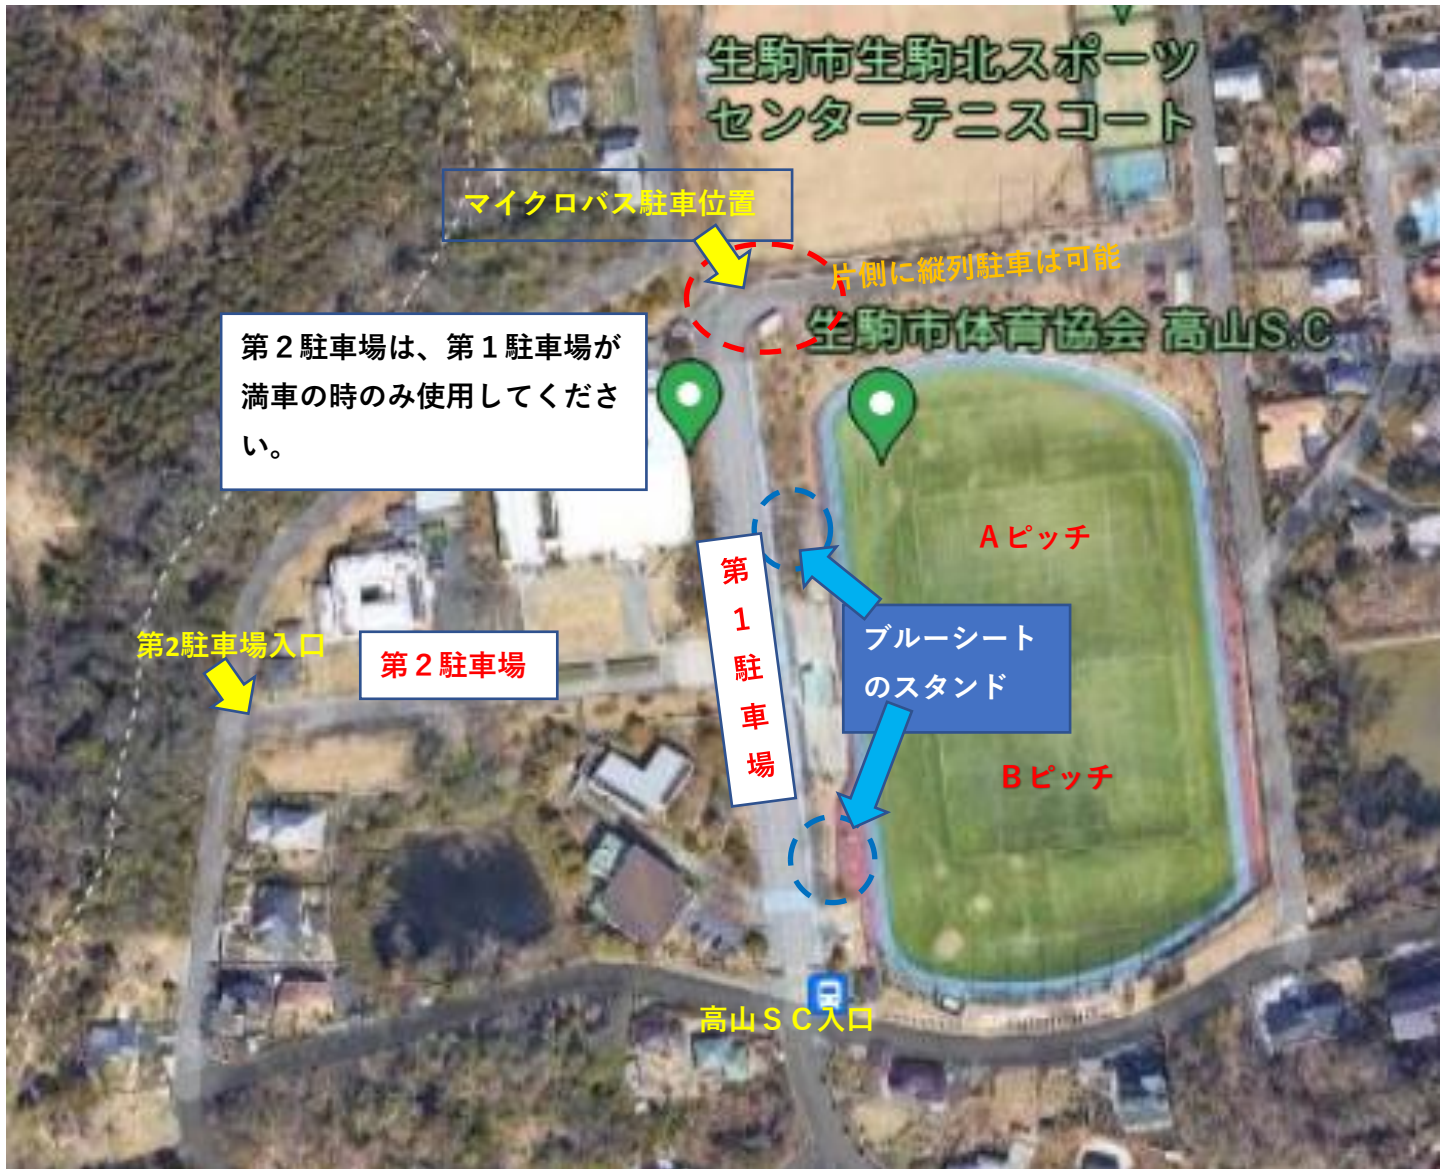 生駒市生駒北スポーツ
センターテニスコート
マイクロバス駐車位置
片側に縦列駐車は可能
生駒市体育協会 高山S.C
第２駐車場は、第１駐車場が
満車の時のみ使用してくださ
い。
Ａピッチ
第１駐車場
ブルーシート
のスタンド
第2駐車場入口
第２駐車場
Ｂピッチ
高山ＳＣ入口